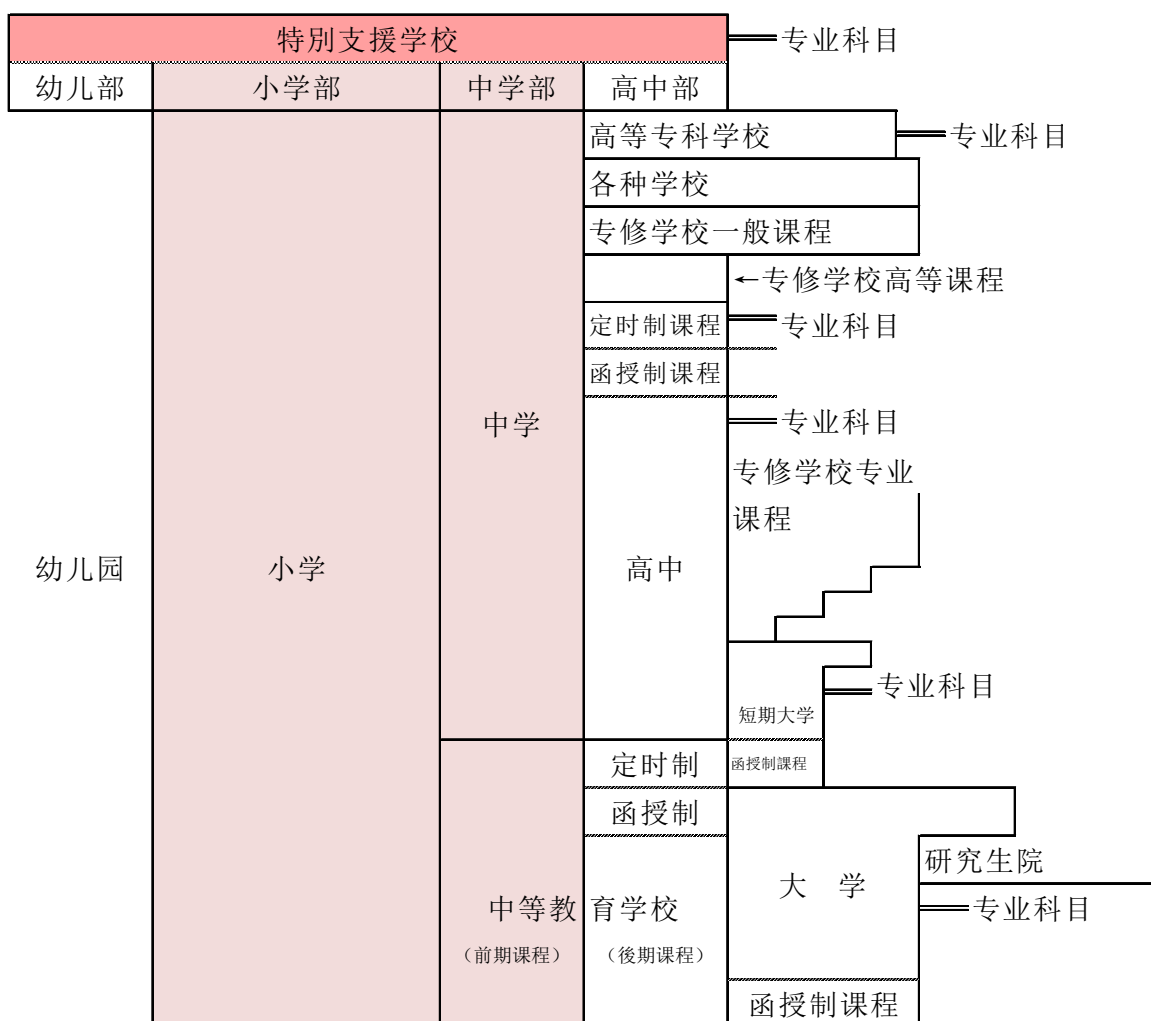 特別支援学校
专业科目
幼儿部
小学部
中学部
高中部
高等专科学校
专业科目
各种学校
专修学校一般课程
←专修学校高等课程
定时制课程
专业科目
函授制课程
中学
专业科目
专修学校专业
课程
幼儿园
小学
高中
专业科目
短期大学
定时制
函授制課程
函授制
研究生院
大 学
中等教育学校
专业科目
（前期课程）
（後期课程）
函授制课程